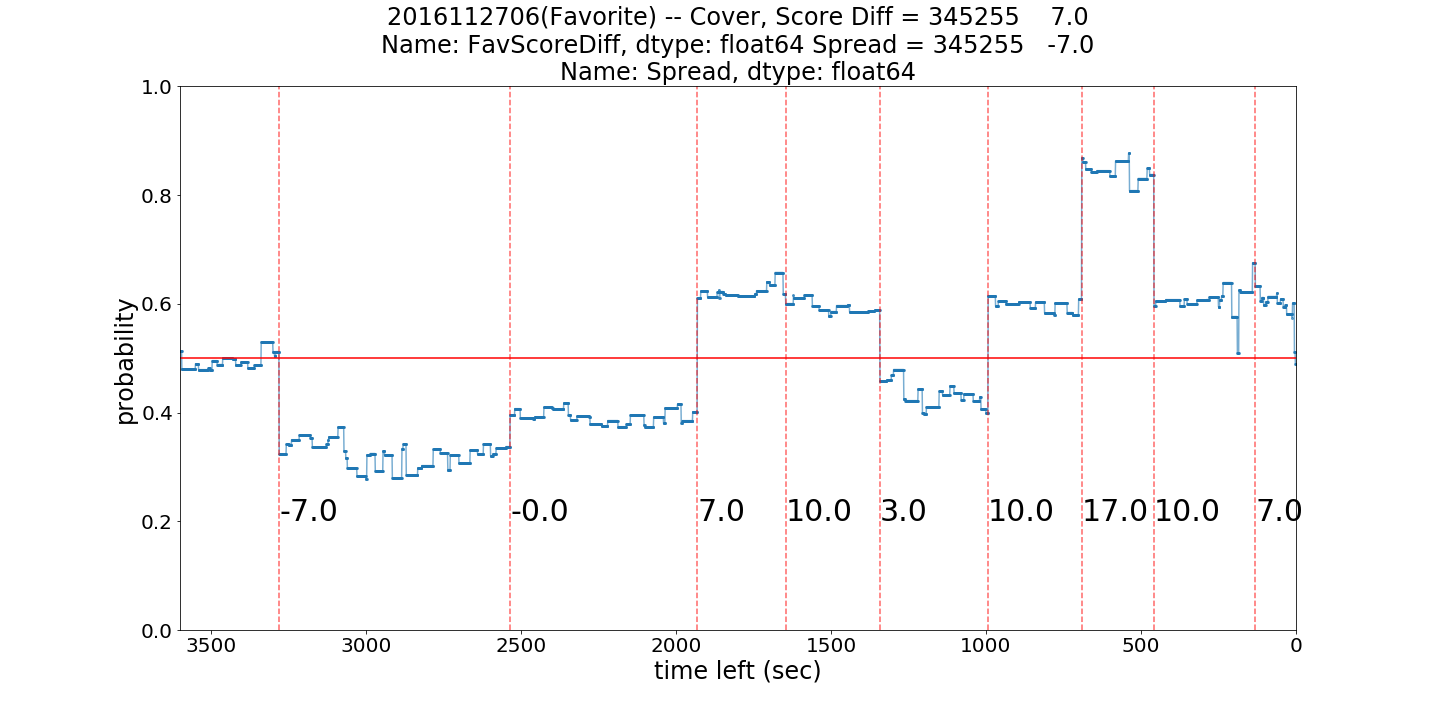 2016112706(Favorite) -- Cover, Score Diff = 345255    7.0
Name: FavScoreDiff, dtype: float64 Spread = 345255   -7.0
Name: Spread, dtype: float64
1.0
0.8
0.6
0.4
0.2
0.0
probability
-7.0 -0.0 7.0 10.0 3.0 10.0 17.0 10.0 7.0
3500 3000 2500 2000 1500 1000 500 0
time left (sec)